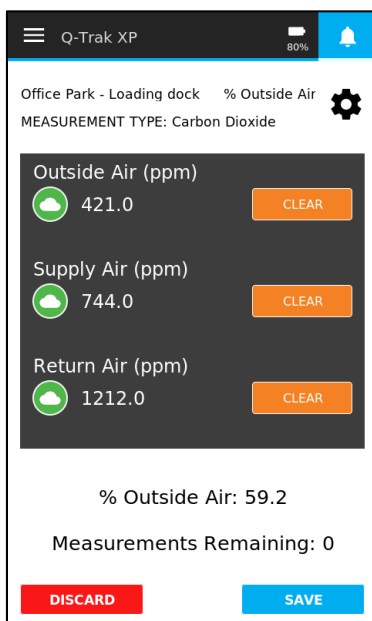 Q-Trak XP
80%
Office Park - Loading dock % Outside Air
MEASUREMENT TYPE: Carbon Dioxide
Outside Air (ppm)
421.0 CLEAR
Supply Air (ppm)
744.0 CLEAR
Return Air (ppm)
1212.0 CLEAR
% Outside Air: 59.2
Measurements Remaining: 0
DISCARD SAVE